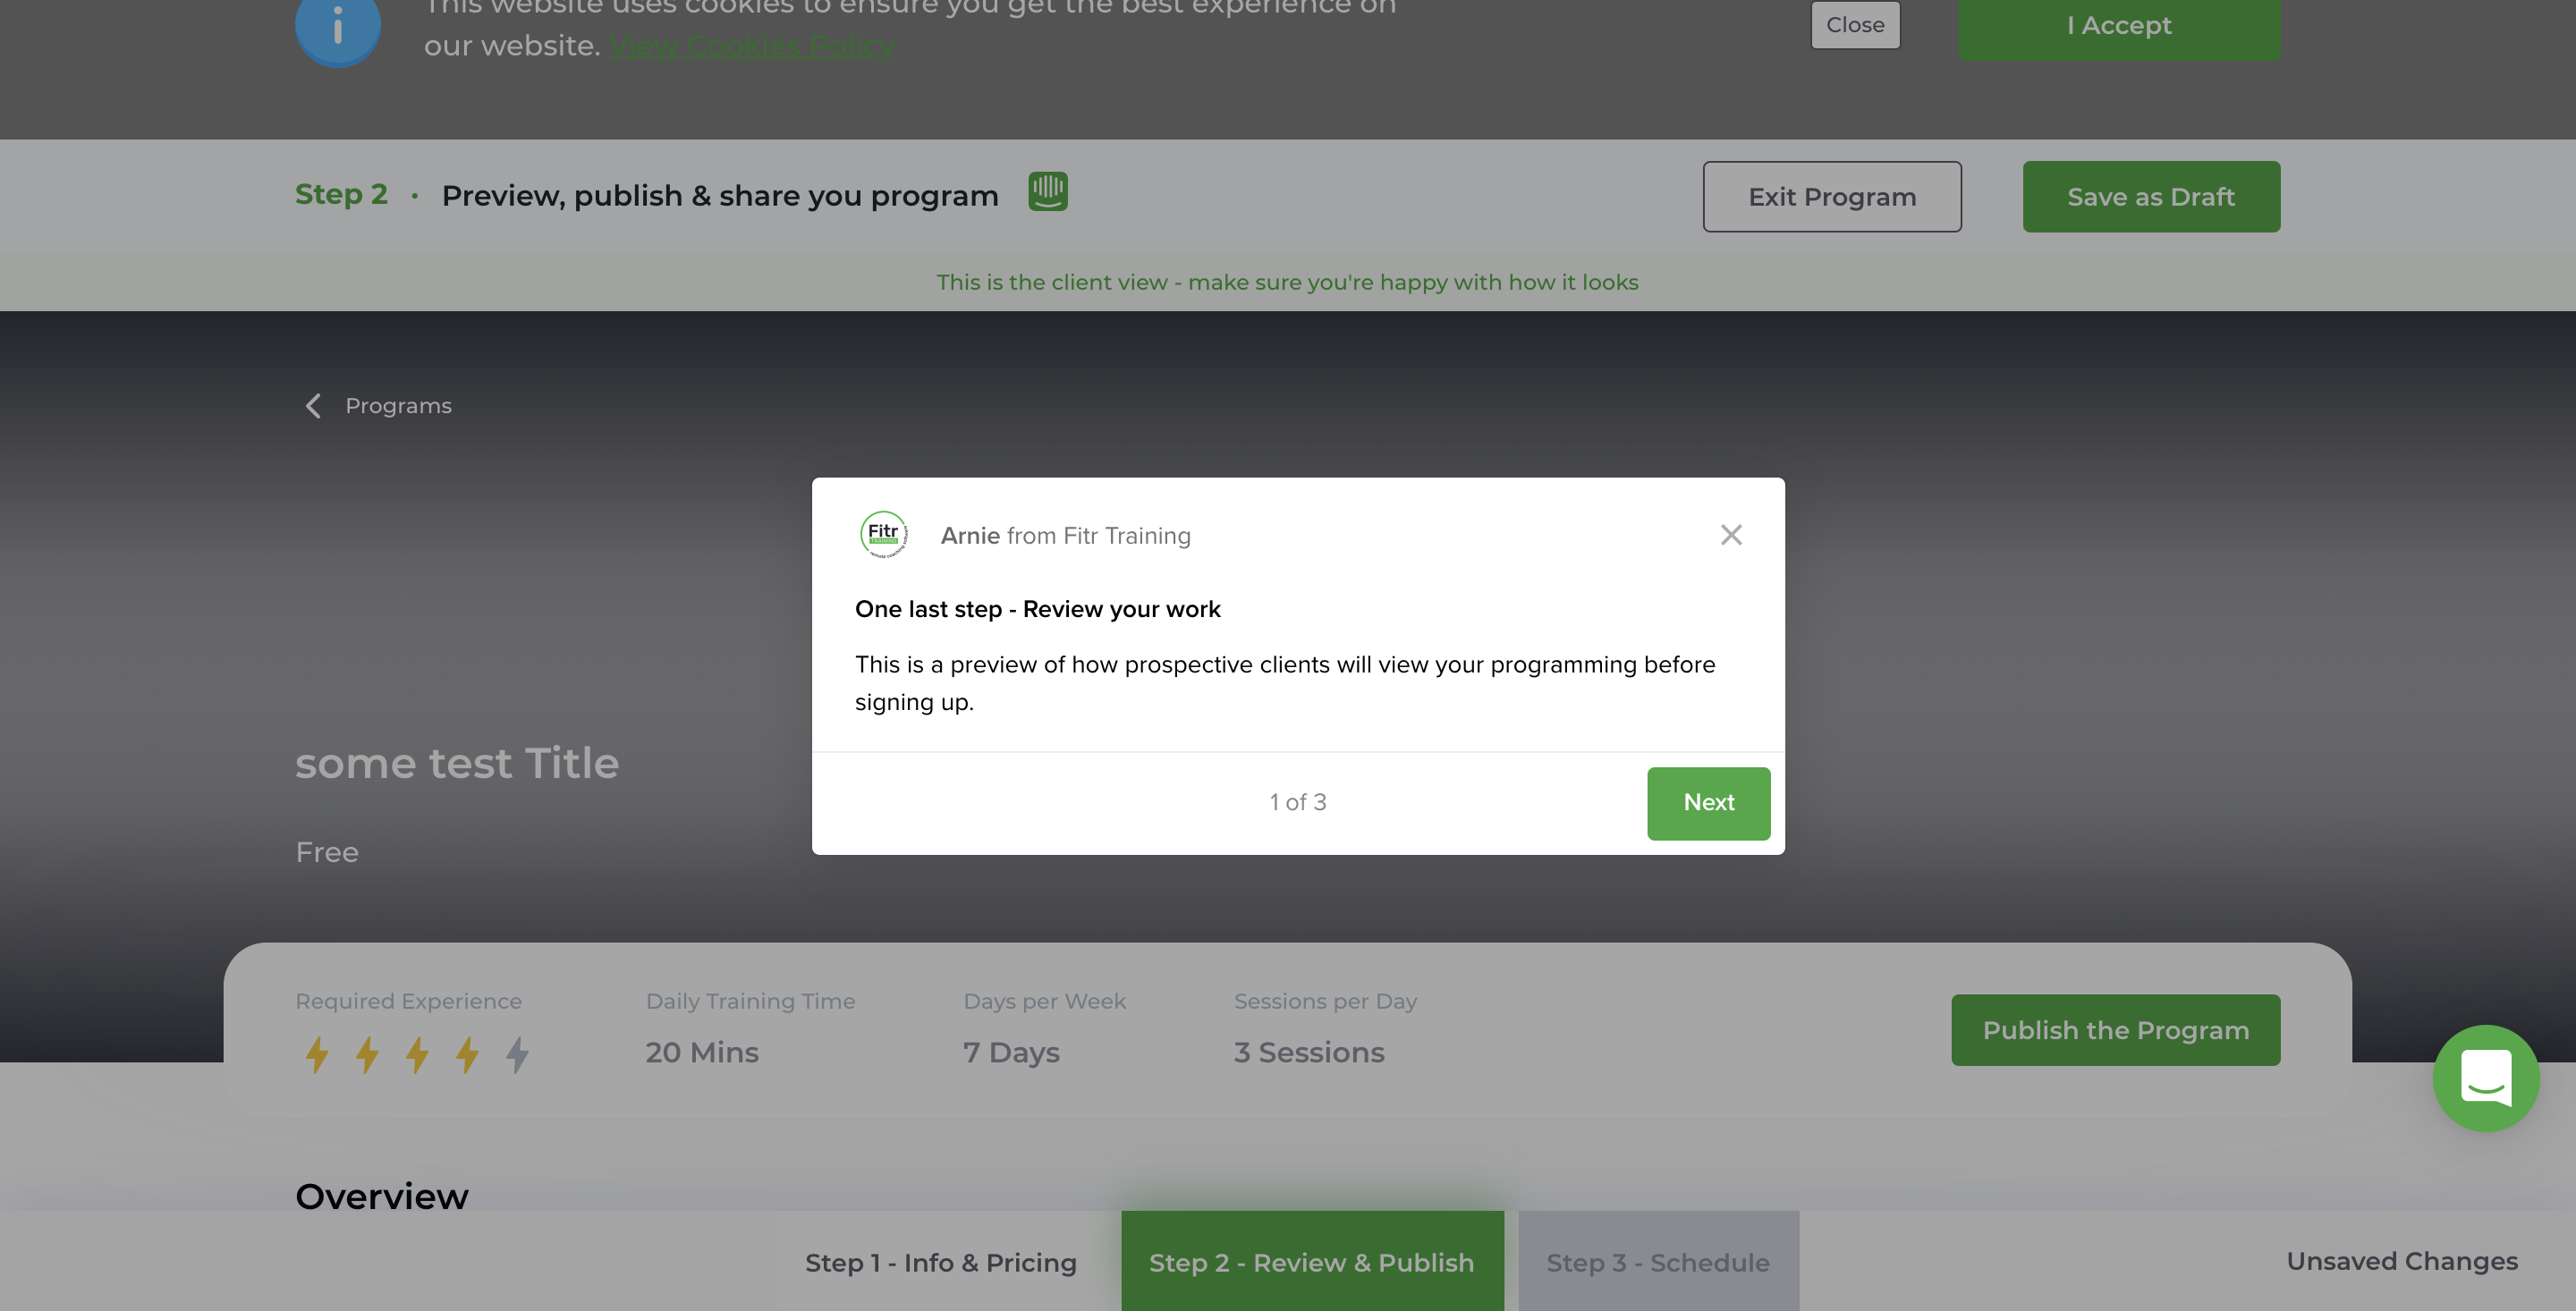 This website uses cookies to ensure you get the best experience on
our website. View Cookies Policy
Close
I Accept
Step 2 · Preview, publish & share you program
Exit Program
Save as Draft
This is the client view - make sure you're happy with how it looks
Programs
Fitr
Arnie from Fitr Training
One last step - Review your work
This is a preview of how prospective clients will view your programming before
signing up.
1 of 3
Next
some test Title
Free
Required Experience
Daily Training Time
20 Mins
Days per Week
7 Days
Sessions per Day
3 Sessions
Publish the Program
Overview
Step 1 - Info & Pricing
Step 2 - Review & Publish
Step 3 - Schedule
Unsaved Changes